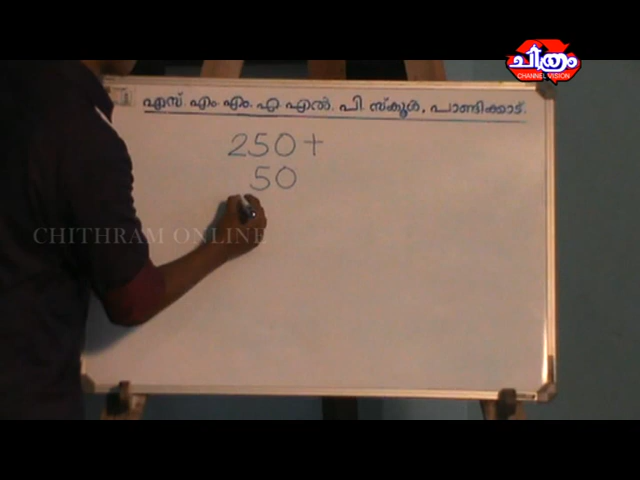 ചിത്രം
CHANNEL VISION
എസ്. എം. എം. എ. എൽ. പി. സ്കൂൾ, പാണ്ടിക്കാട്.
250 +
50
CHITHRAM ONLINE